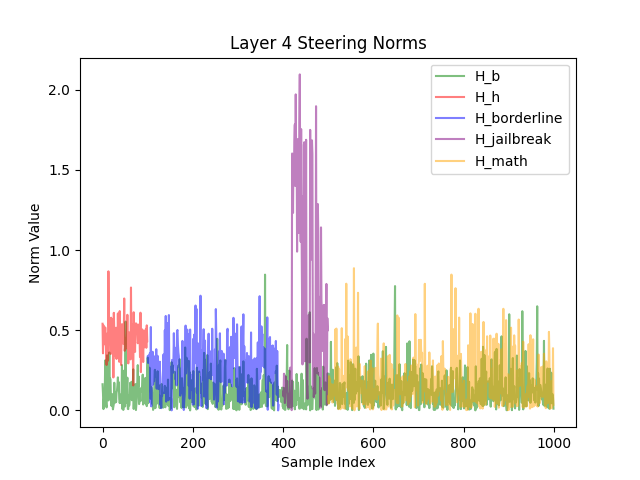 Layer 4 Steering Norms
H_b
H_h
H_borderline
H_jailbreak
H_math
Norm Value
2.0
1.5
1.0
0.5
0.0
0
200
400
600
800
1000
Sample Index